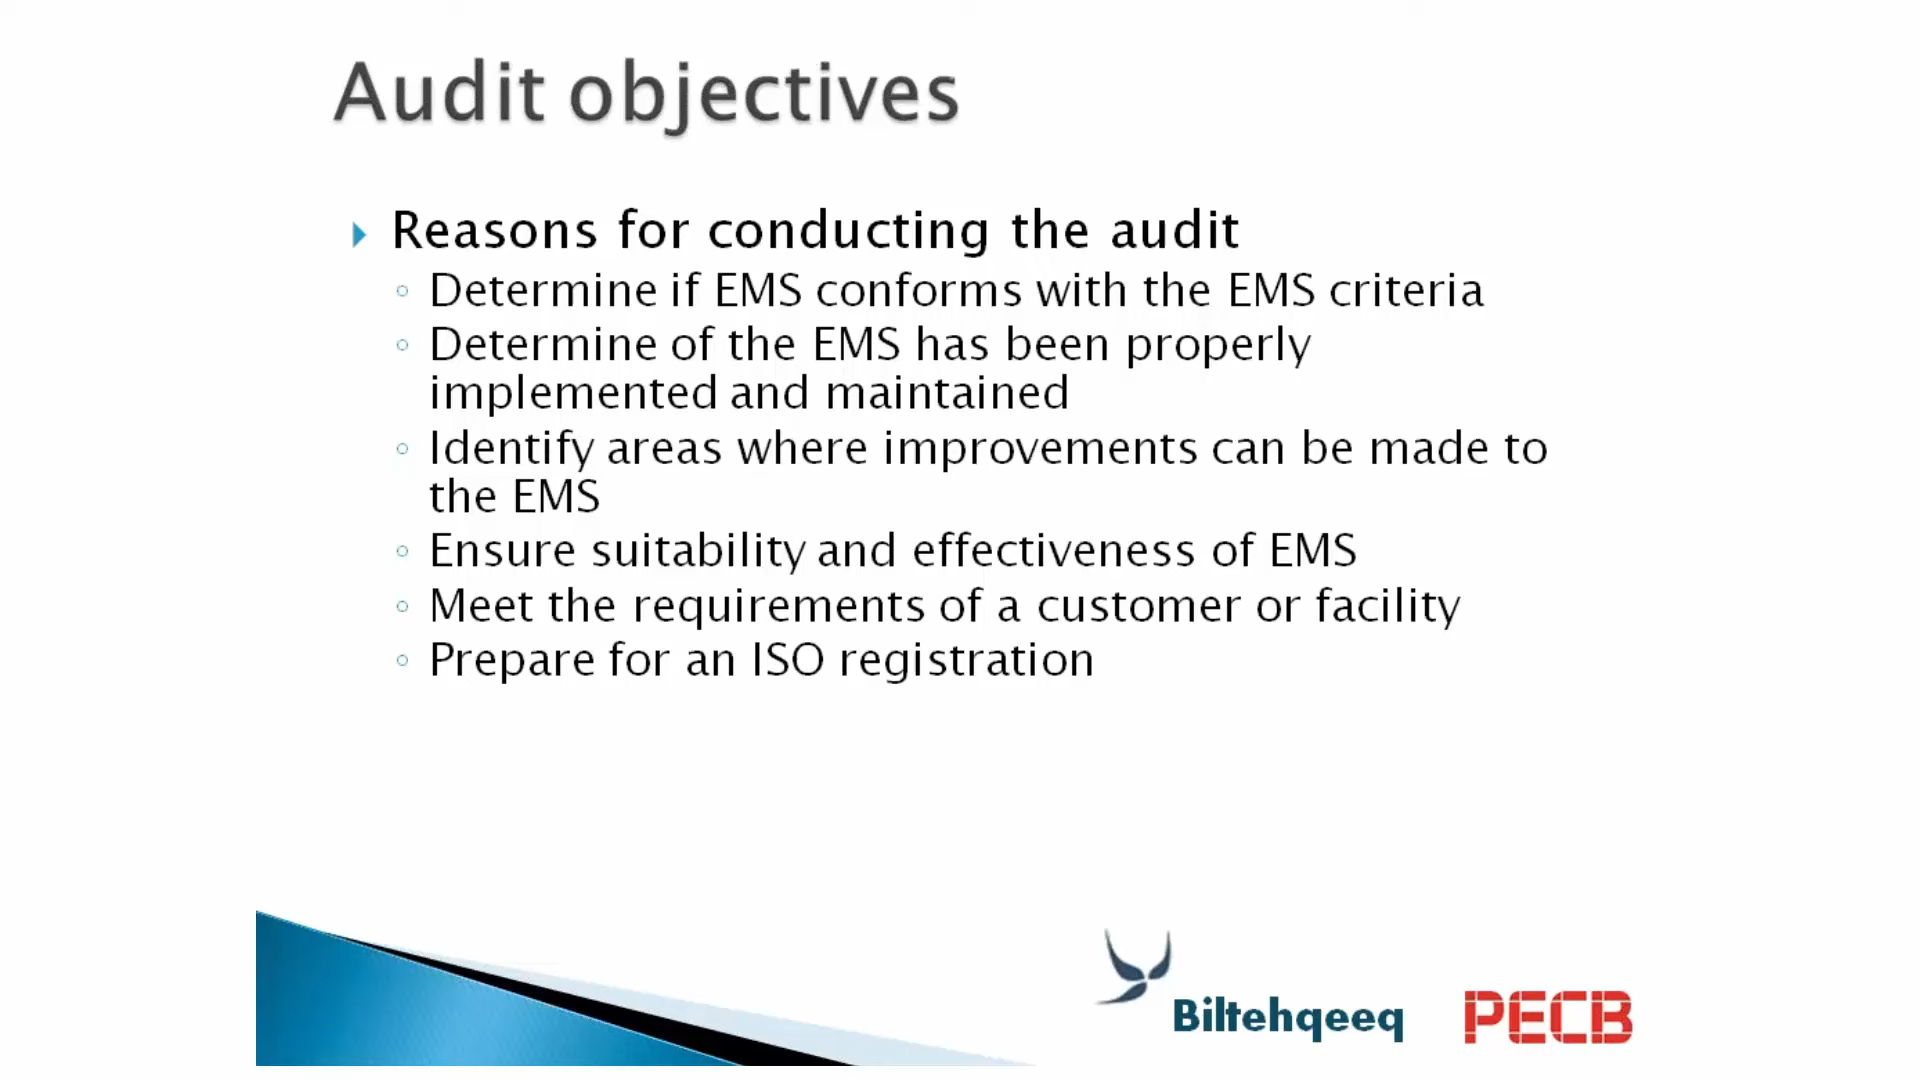 Audit objectives
Reasons for conducting the audit
Determine if EMS conforms with the EMS criteria
Determine of the EMS has been properly
implemented and maintained
Identify areas where improvements can be made to
the EMS
Ensure suitability and effectiveness of EMS
Meet the requirements of a customer or facility
Prepare for an ISO registration
Biltehqeeq
PECB